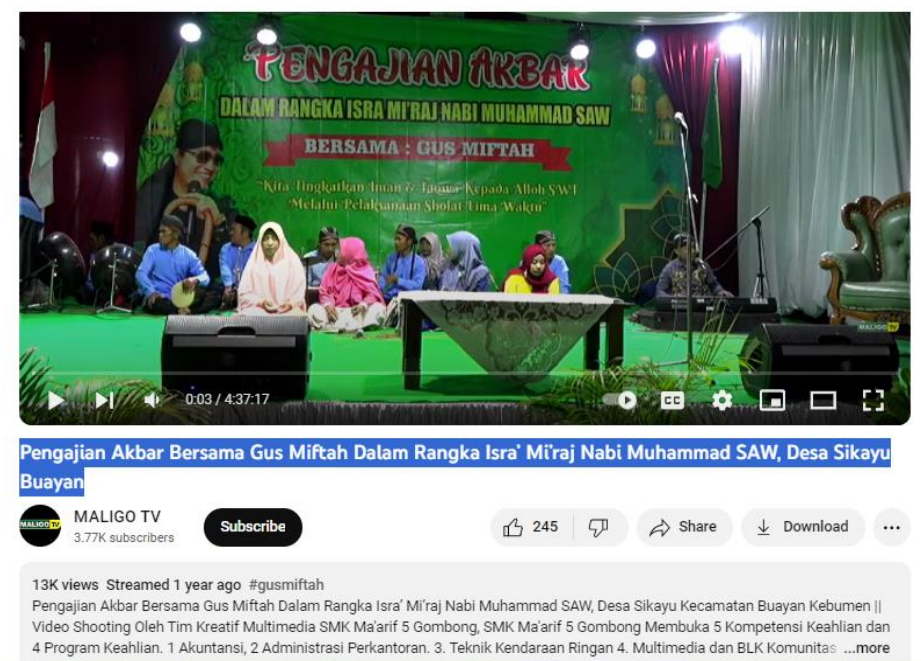 PENGAJIAN AKBAR
DALAM RANGKA ISRA MI'RAJ NABI MUHAMMAD SAW
BERSAMA : GUS MIFTAH
"Kita Tingkatkan Iman & Taqwa Kepada Alloh SWT
Melalui Pelaksanaan Sholat Lima Waktu"
MALIGO TV
0:03 / 4:37:17
CC
Pengajian Akbar Bersama Gus Miftah Dalam Rangka Isra' Mi'raj Nabi Muhammad SAW, Desa Sikayu
Buayan
MALIGO TV
MALIGO TV
3.77K subscribers
Subscribe
245
Share
Download
13K views Streamed 1 year ago #gusmiftah
Pengajian Akbar Bersama Gus Miftah Dalam Rangka Isra' Mi'raj Nabi Muhammad SAW, Desa Sikayu Kecamatan Buayan Kebumen ||
Video Shooting Oleh Tim Kreatif Multimedia SMK Ma'arif 5 Gombong, SMK Ma'arif 5 Gombong Membuka 5 Kompetensi Keahlian dan
4 Program Keahlian. 1 Akuntansi, 2 Administrasi Perkantoran. 3. Teknik Kendaraan Ringan 4. Multimedia dan BLK Komunitas ...more